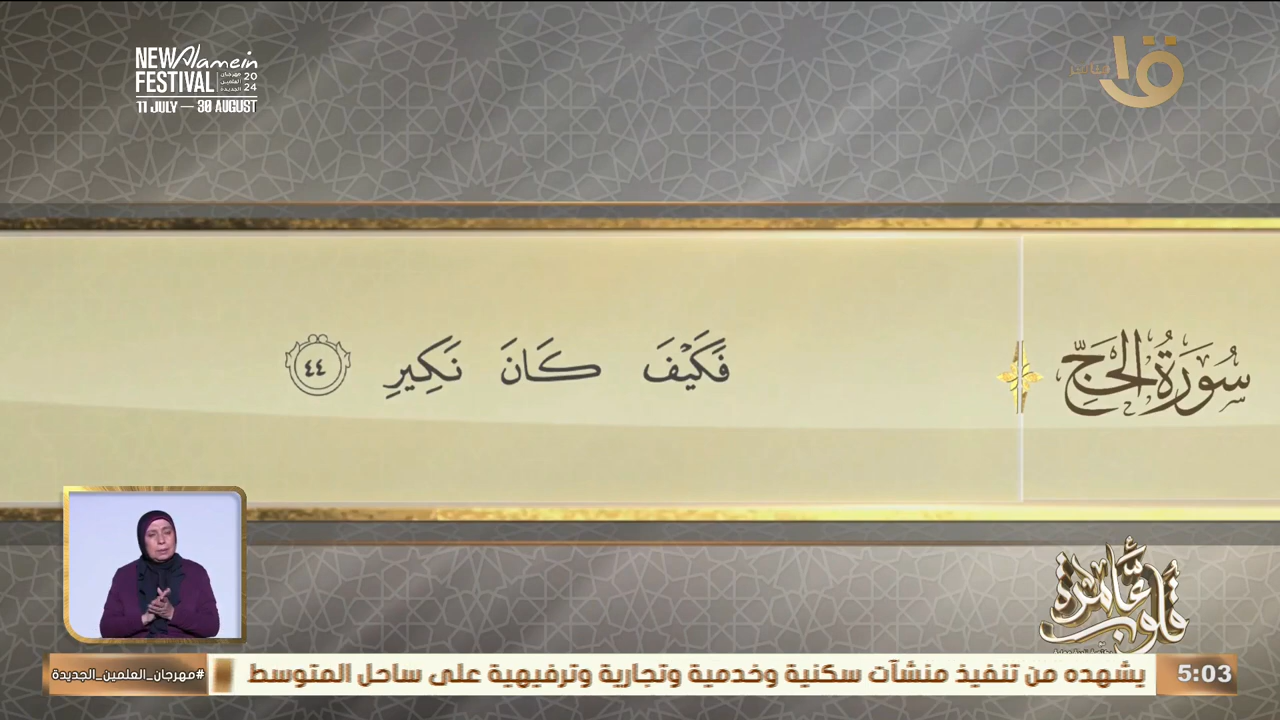 NEW Alamein
FESTIVAL
مهرجان
العلمين
الجديدة
2024
11 JULY — 30 AUGUST
سُورَةُ الحَجِّ
فَكَيْفَ كَانَ نَكِيرِ ٤٤
قلوب عامرة
5:03
يشهده من تنفيذ منشآت سكنية وخدمية وتجارية وترفيهية على ساحل المتوسط
#مهرجان_العلمين_الجديدة